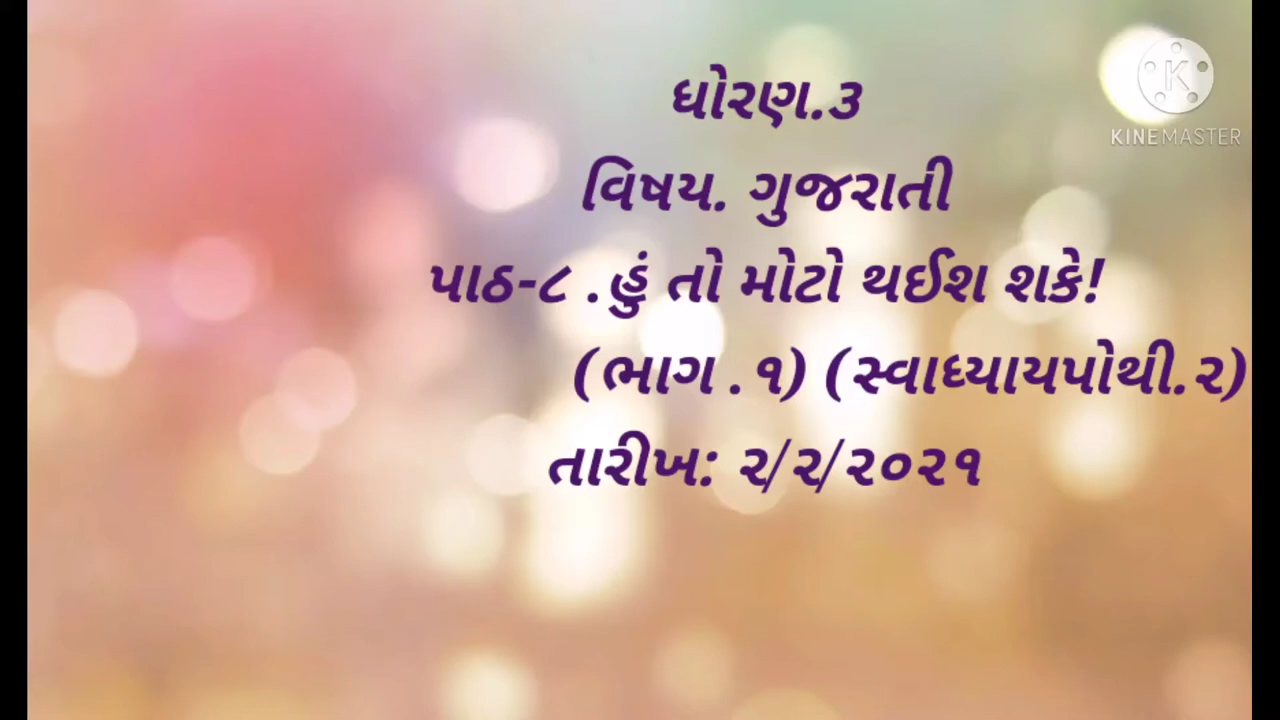 ધોરણ.૩
KINEMASTER
વિષય. ગુજરાતી
પાઠ-૮ .હું તો મોટો થઈશ શકે!
(ભાગ .૧) (સ્વાધ્યાયપોથી.૨)
તારીખ: ૨/૨/૨૦૨૧